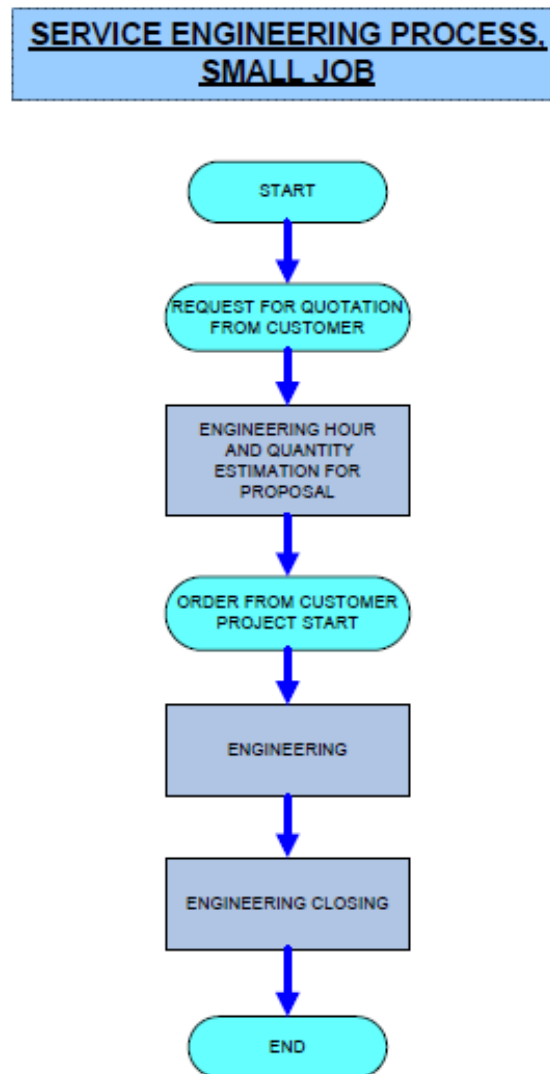 SERVICE ENGINEERING PROCESS,
SMALL JOB
START
REQUEST FOR QUOTATION
FROM CUSTOMER
ENGINEERING HOUR
AND QUANTITY
ESTIMATION FOR
PROPOSAL
ORDER FROM CUSTOMER
PROJECT START
ENGINEERING
ENGINEERING CLOSING
END